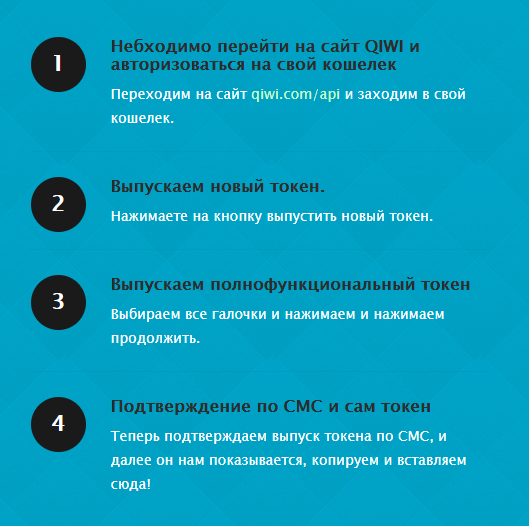 1
Небходимо перейти на сайт QIWI и
авторизоваться на свой кошелек
Переходим на сайт qiwi.com/api и заходим в свой
кошелек.
2
Выпускаем новый токен.
Нажимаете на кнопку выпустить новый токен.
3
Выпускаем полнофункциональный токен
Выбираем все галочки и нажимаем и нажимаем
продолжить.
4
Подтверждение по СМС и сам токен
Теперь подтверждаем выпуск токена по СМС, и
далее он нам показывается, копируем и вставляем
сюда!